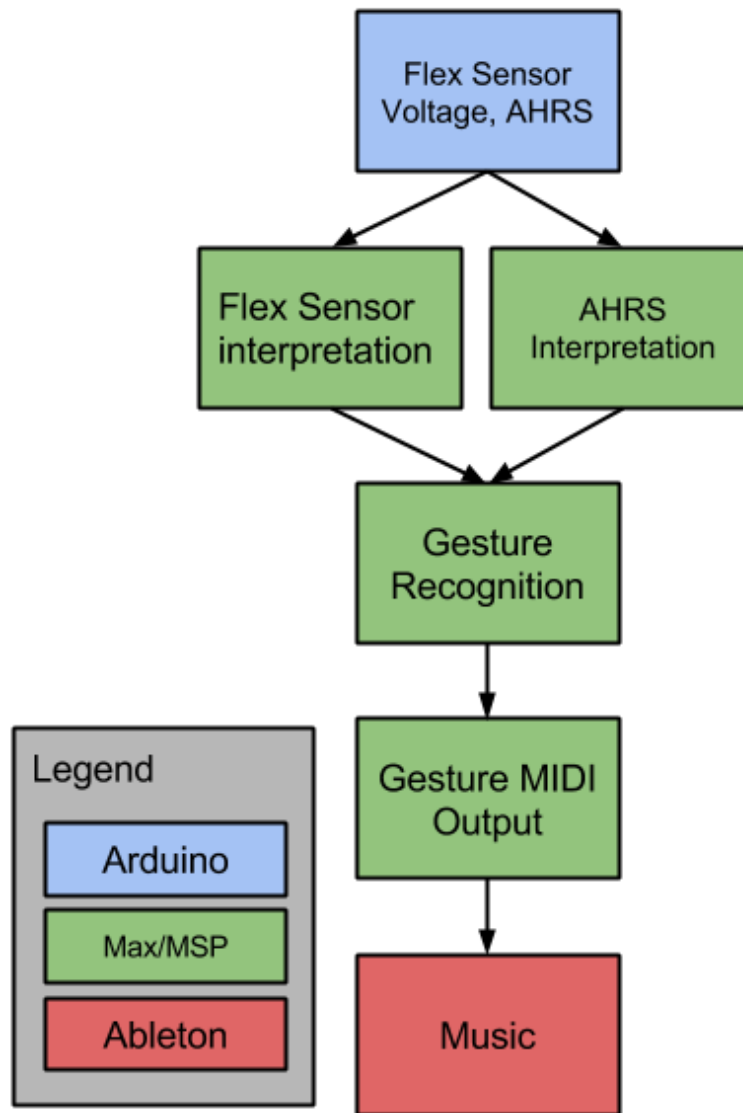 Flex Sensor
Voltage, AHRS
Flex Sensor
interpretation
AHRS
Interpretation
Gesture
Recognition
Gesture MIDI
Output
Music
Legend
Arduino
Max/MSP
Ableton